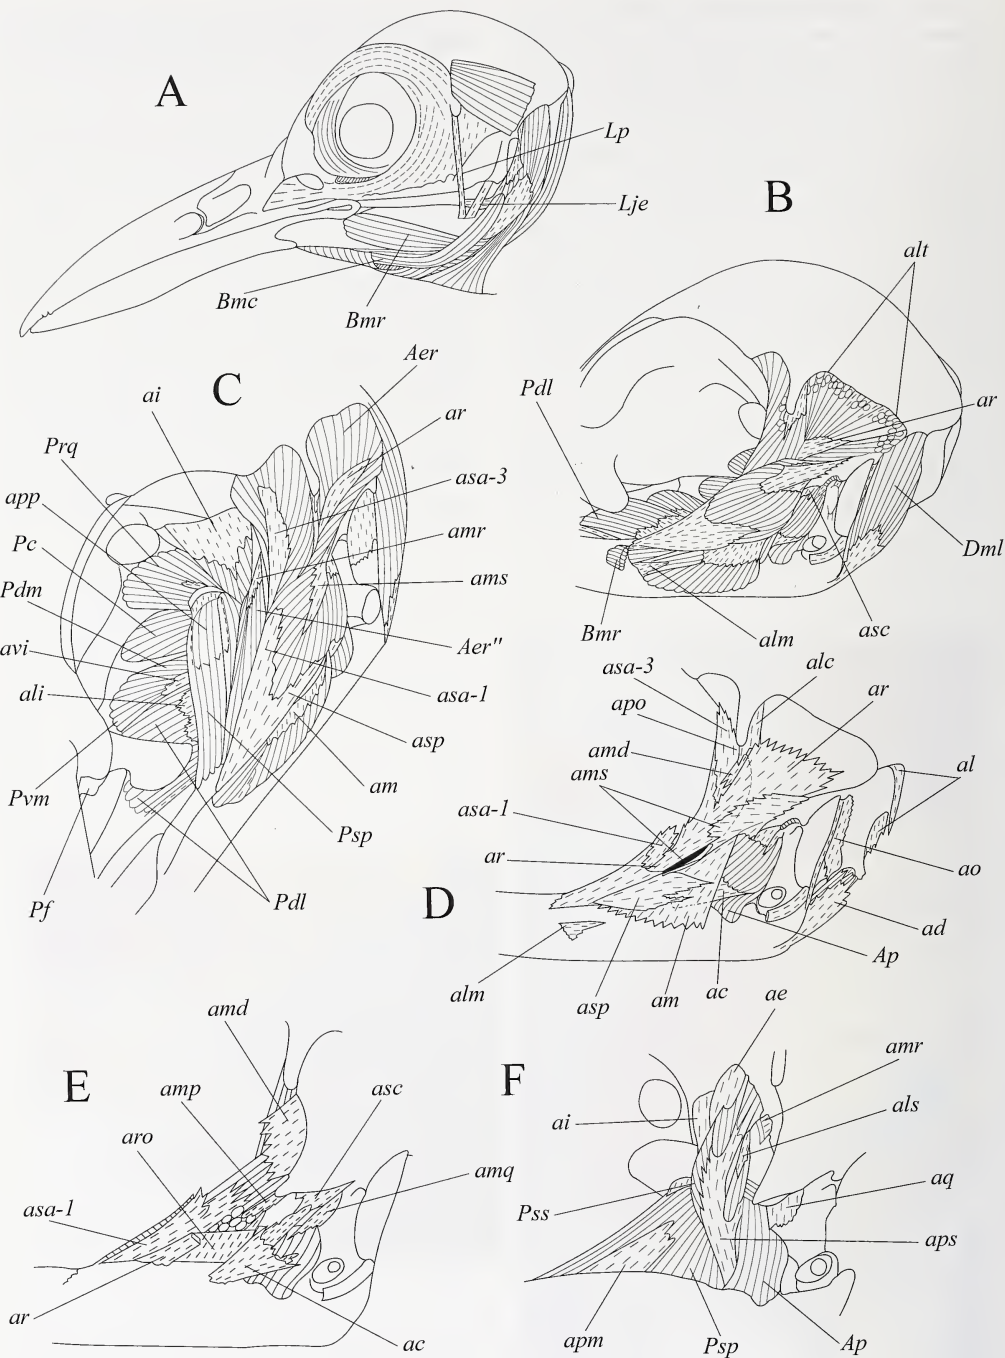 A
Lp
Lje
Bmc
Bmr
B
alt
Pdl
ar
Dml
Bmr
alm
asc
C
Aer
ai
ar
Prq
asa-3
app
amr
Pc
ams
Pdm
Aer"
avi
asa-1
ali
asp
Pvm
am
Psp
Pf
Pdl
D
asa-3
alc
apo
ar
amd
ams
al
asa-1
ar
ao
ad
Ap
alm
asp
am
ac
E
amd
amp
asc
aro
amq
asa-1
ar
ac
F
ae
amr
ai
als
aq
Pss
aps
apm
Psp
Ap